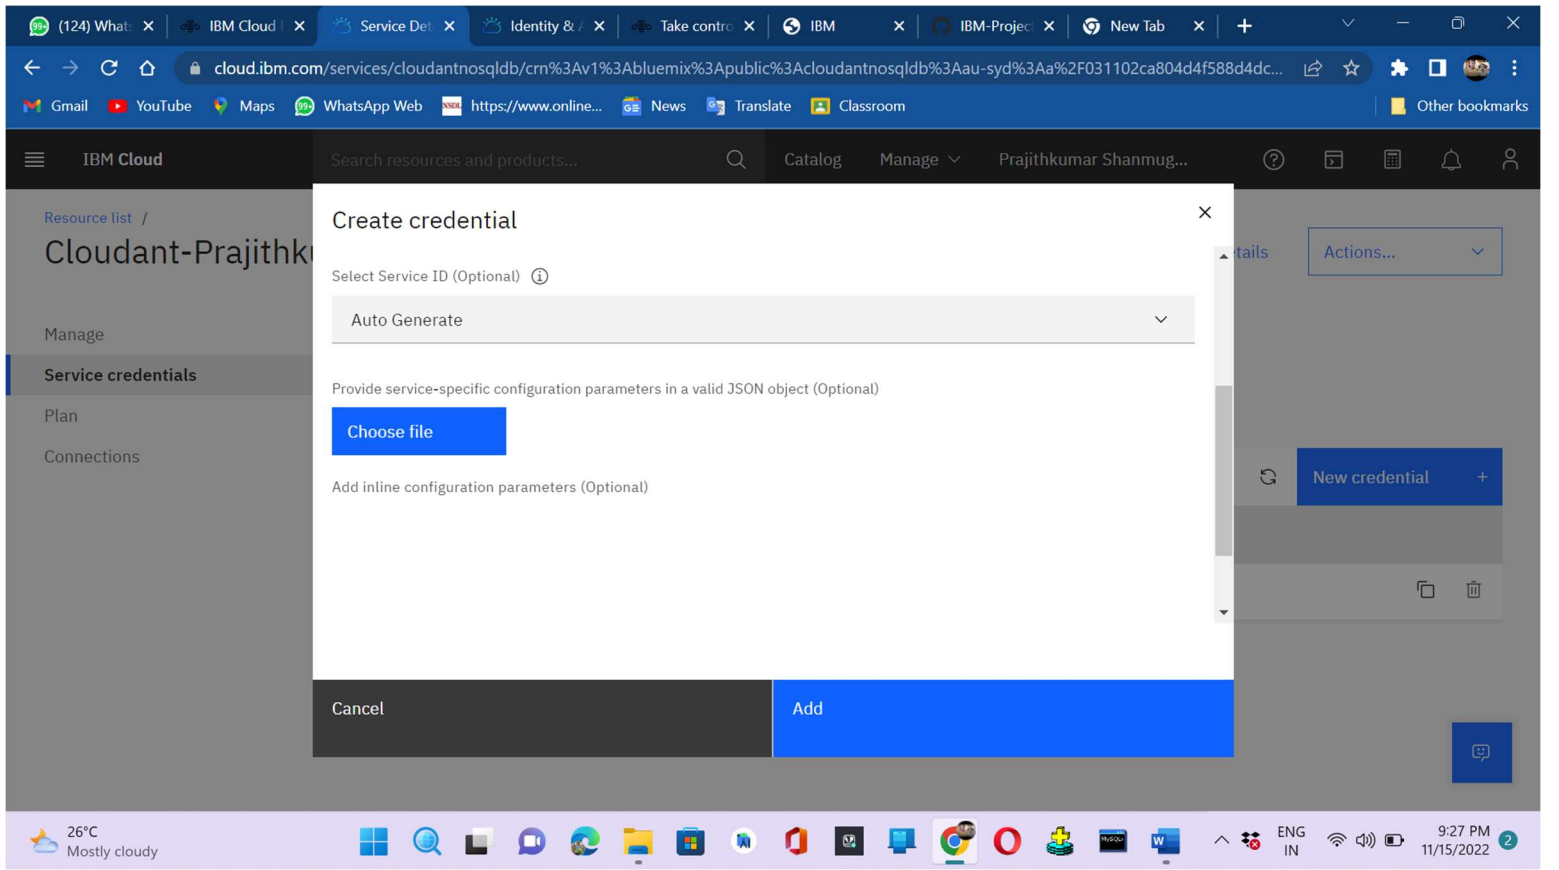 (124) Whats
IBM Cloud
Service Det
Identity & A
Take contro
IBM
IBM-Projec
New Tab
cloud.ibm.com/services/cloudantnosqldb/crn%3Av1%3Abluemix%3Apublic%3Acloudantnosqldb%3Aau-syd%3Aa%2F031102ca804d4f588d4dc...
Gmail
YouTube
Maps
WhatsApp Web
https://www.online...
News
Translate
Classroom
Other bookmarks
IBM Cloud
Search resources and products...
Catalog
Manage
Prajithkumar Shanmug...
Resource list /
Cloudant-Prajithku
tails
Actions...
Manage
Service credentials
Plan
Connections
Create credential
Select Service ID (Optional)
Auto Generate
Provide service-specific configuration parameters in a valid JSON object (Optional)
Choose file
Add inline configuration parameters (Optional)
New credential +
Cancel
Add
26°C
Mostly cloudy
ENG
IN
9:27 PM
11/15/2022
2